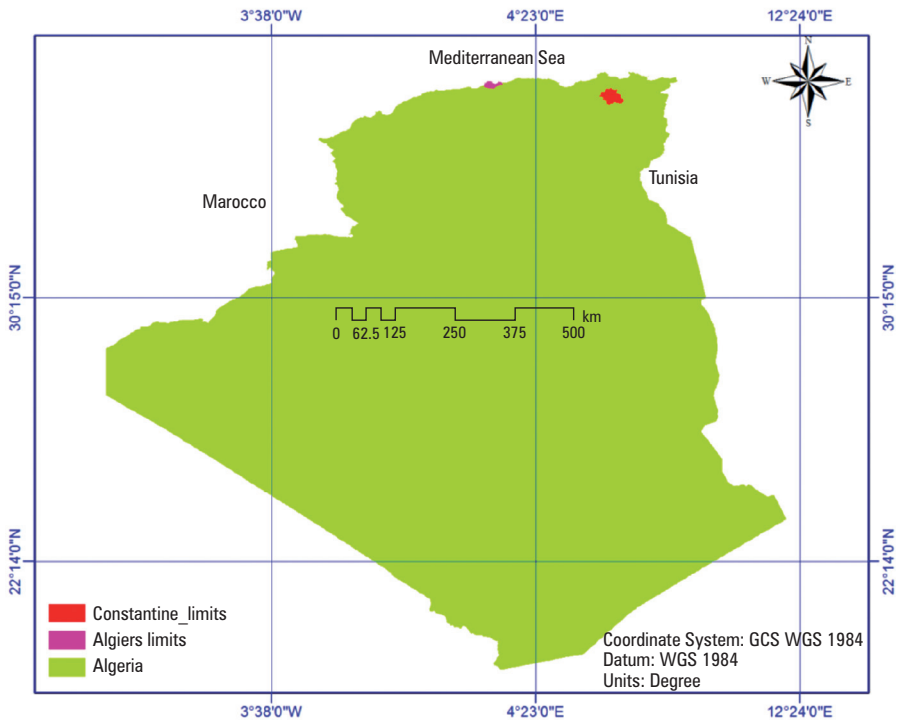 3°38'0"W 4°23'0"E 12°24'0"E
Mediterranean Sea
N
W E
S
Marocco
Tunisia
30°15'0"N 30°15'0"N
km
0 62.5 125 250 375 500
22°14'0"N 22°14'0"N
Constantine_limits
Algiers limits
Algeria
Coordinate System: GCS WGS 1984
Datum: WGS 1984
Units: Degree
3°38'0"W 4°23'0"E 12°24'0"E